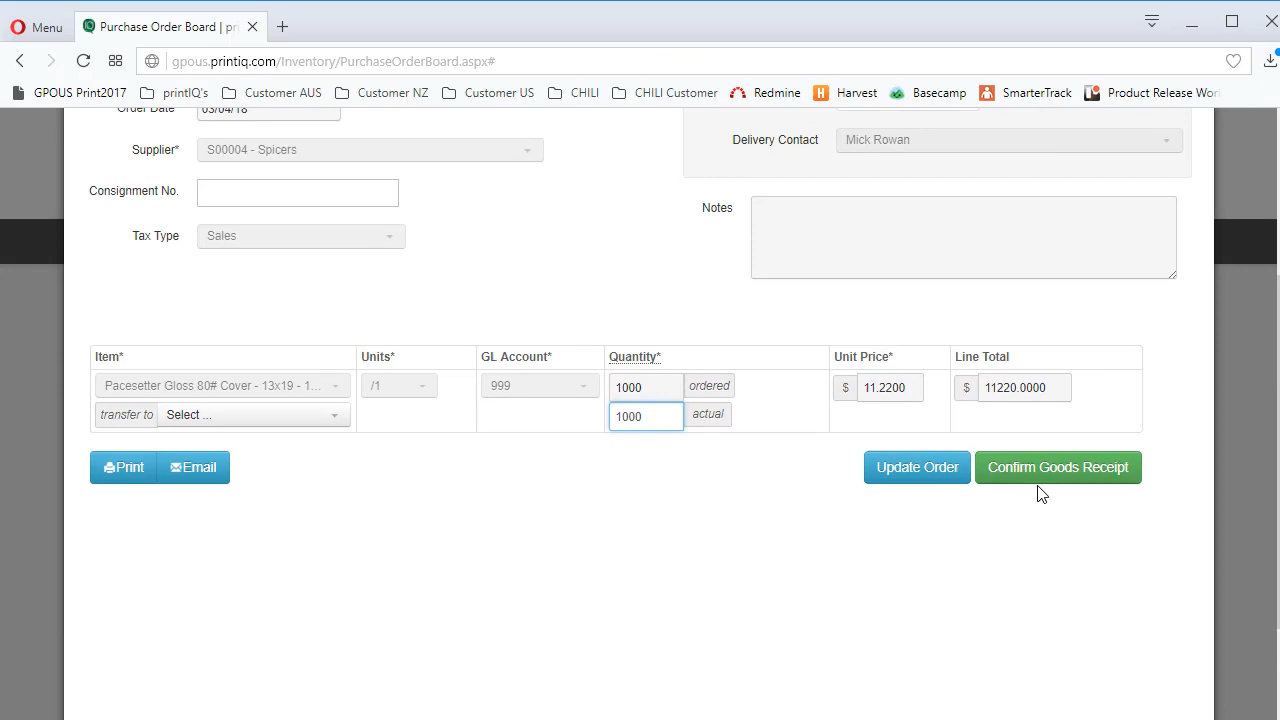 Menu
Purchase Order Board | pri
gpous.printiq.com/Inventory/PurchaseOrderBoard.aspx#
GPOUS Print2017 printIQ's Customer AUS Customer NZ Customer US CHILI CHILI Customer Redmine Harvest Basecamp SmarterTrack Product Release Wor
Order Date 03/04/18
Supplier* S00004 - Spicers
Delivery Contact Mick Rowan
Consignment No.
Notes
Tax Type Sales
Item* Units* GL Account* Quantity* Unit Price* Line Total
Pacesetter Gloss 80# Cover - 13x19 - 1... /1 999 1000 ordered $ 11.2200 $ 11220.0000
transfer to Select ... 1000 actual
Print Email Update Order Confirm Goods Receipt